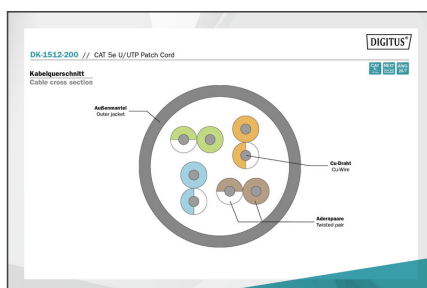 DIGITUS®
DK-1512-200 // CAT 5e U/UTP Patch Cord
Kabelquerschnitt
Cable cross section
Außenmantel
Outer jacket
Cu-Draht
Cu-Wire
Adernpaare
Twisted pair